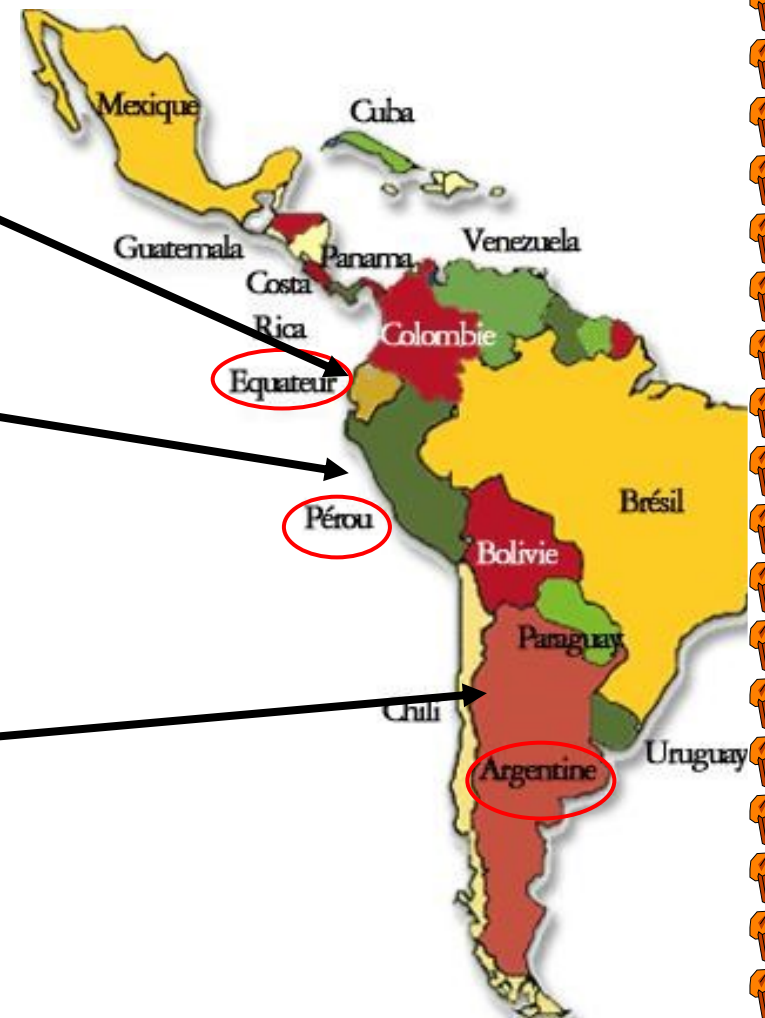 Mexique
Cuba
Guatemala
Panama
Venezuela
Costa
Rica
Colombie
Equateur
Pérou
Brésil
Bolivie
Paraguay
Chili
Uruguay
Argentine